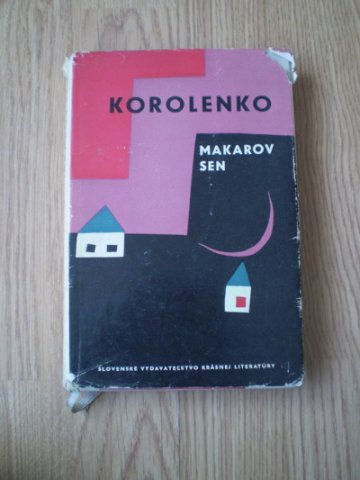 KOROLENKO
MAKAROV
SEN
SLOVENSKÉ VYDAVATEĽSTVO KRÁSNEJ LITERATÚRY